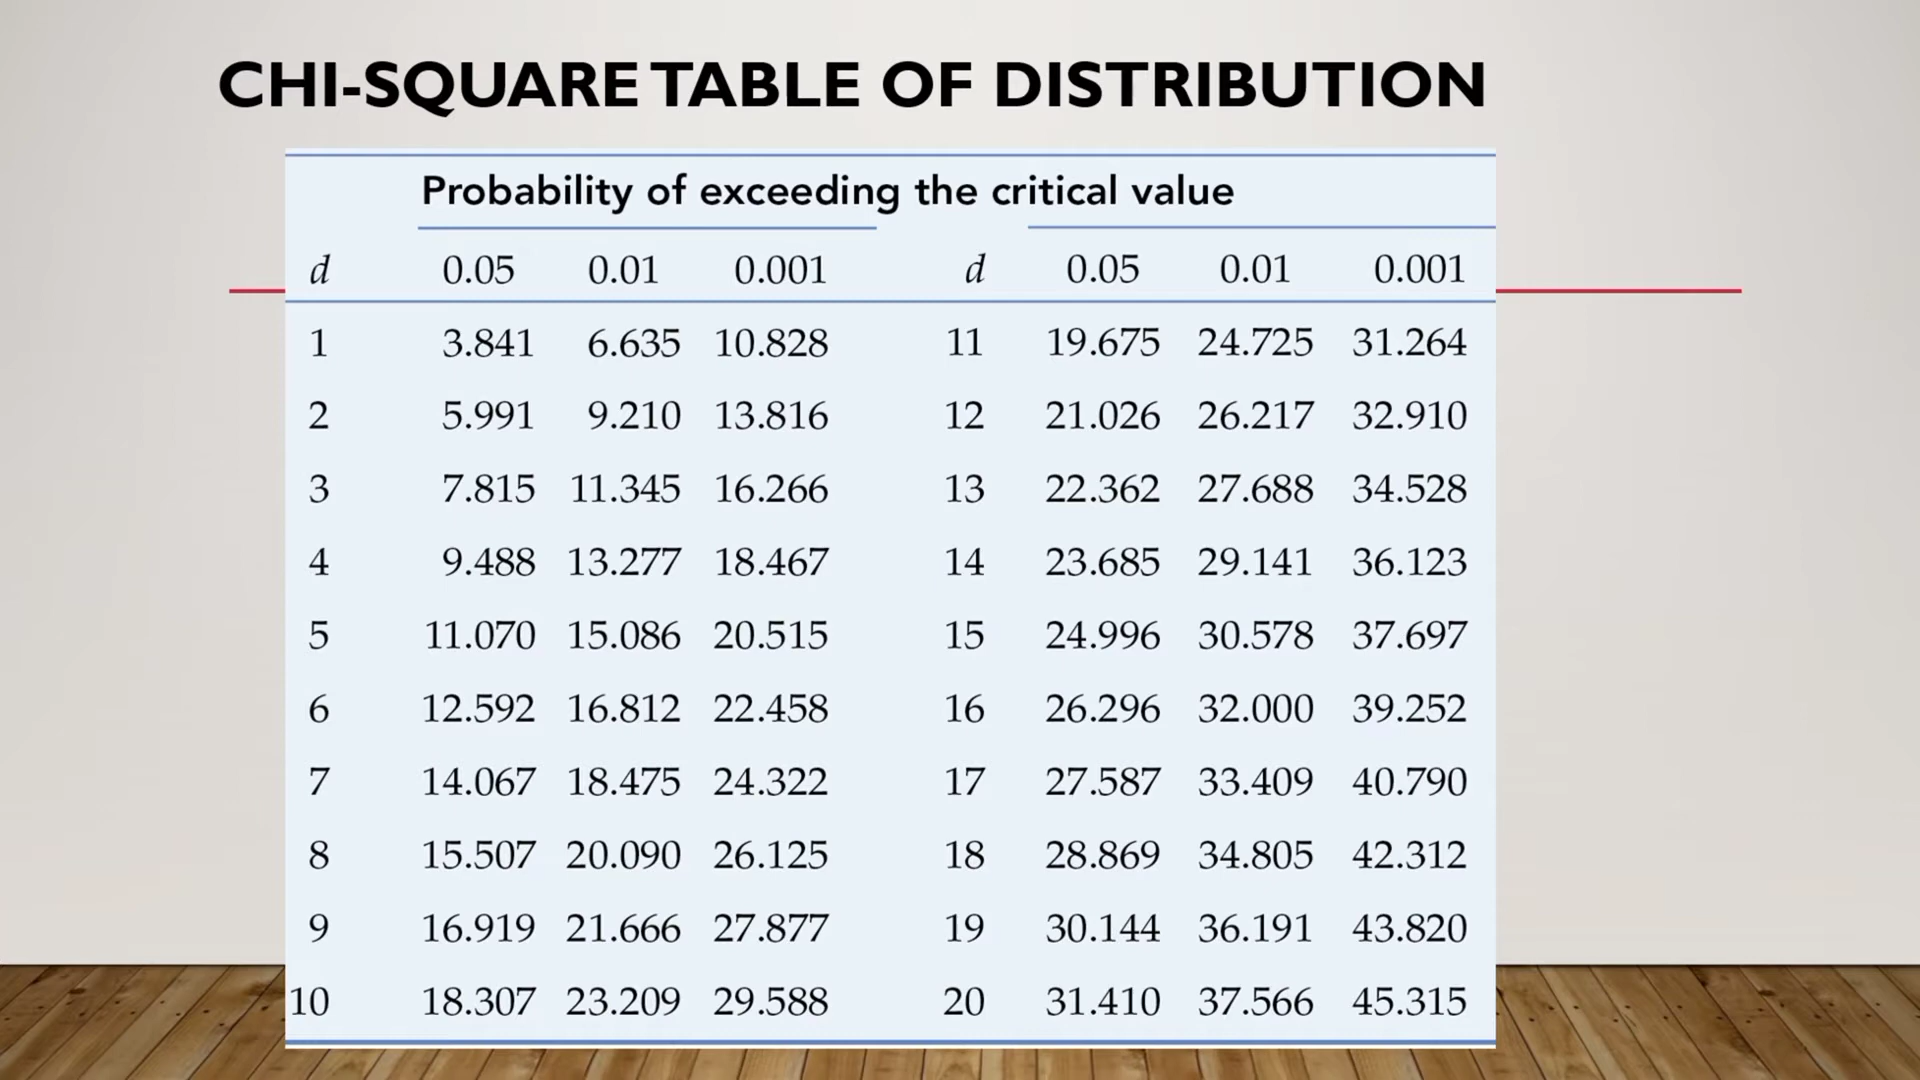 CHI-SQUARE TABLE OF DISTRIBUTION
Probability of exceeding the critical value
d 0.05 0.01 0.001 d 0.05 0.01 0.001
1 3.841 6.635 10.828 11 19.675 24.725 31.264
2 5.991 9.210 13.816 12 21.026 26.217 32.910
3 7.815 11.345 16.266 13 22.362 27.688 34.528
4 9.488 13.277 18.467 14 23.685 29.141 36.123
5 11.070 15.086 20.515 15 24.996 30.578 37.697
6 12.592 16.812 22.458 16 26.296 32.000 39.252
7 14.067 18.475 24.322 17 27.587 33.409 40.790
8 15.507 20.090 26.125 18 28.869 34.805 42.312
9 16.919 21.666 27.877 19 30.144 36.191 43.820
10 18.307 23.209 29.588 20 31.410 37.566 45.315